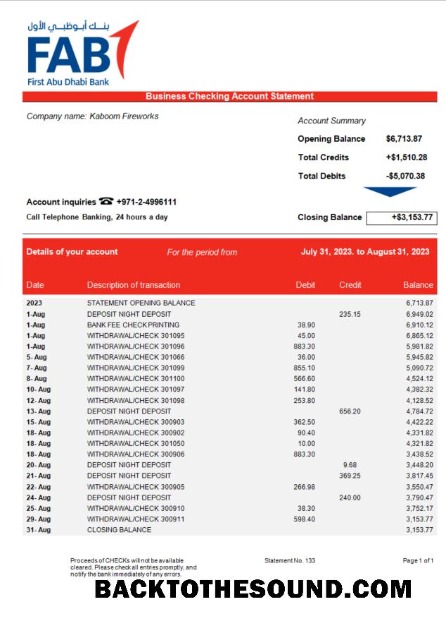 بنك أبوظبي الأول
FAB
First Abu Dhabi Bank
Business Checking Account Statement
Company name: Kaboom Fireworks
Account Summary
Opening Balance $6,713.87
Total Credits +$1,510.28
Total Debits -$5,070.38
Account inquiries ☎ +971-2-4996111
Call Telephone Banking, 24 hours a day
Closing Balance +$3,153.77
Details of your account For the period from July 31, 2023. to August 31, 2023
Date Description of transaction Debit Credit Balance
2023 STATEMENT OPENING BALANCE 6,713.87
1-Aug DEPOSIT NIGHT DEPOSIT 235.15 6,949.02
1-Aug BANK FEE CHECK PRINTING 38.90 6,910.12
1-Aug WITHDRAWAL/CHECK 301095 45.00 6,865.12
1-Aug WITHDRAWAL/CHECK 301096 883.30 5,981.82
5- Aug WITHDRAWAL/CHECK 301066 36.00 5,945.82
7- Aug WITHDRAWAL/CHECK 301099 855.10 5,090.72
8- Aug WITHDRAWAL/CHECK 301100 566.60 4,524.12
10- Aug WITHDRAWAL/CHECK 301097 141.80 4,382.32
12- Aug WITHDRAWAL/CHECK 301098 253.80 4,128.52
13- Aug DEPOSIT NIGHT DEPOSIT 656.20 4,784.72
15- Aug WITHDRAWAL/CHECK 300903 362.50 4,422.22
18- Aug WITHDRAWAL/CHECK 300902 90.40 4,331.82
18- Aug WITHDRAWAL/CHECK 301050 10.00 4,321.82
18- Aug WITHDRAWAL/CHECK 300906 883.30 3,438.52
20- Aug DEPOSIT NIGHT DEPOSIT 9.68 3,448.20
21- Aug DEPOSIT NIGHT DEPOSIT 369.25 3,817.45
22- Aug WITHDRAWAL/CHECK 300905 266.98 3,550.47
24- Aug DEPOSIT NIGHT DEPOSIT 240.00 3,790.47
25- Aug WITHDRAWAL/CHECK 300910 38.30 3,752.17
29- Aug WITHDRAWAL/CHECK 300911 598.40 3,153.77
31- Aug CLOSING BALANCE 3,153.77
Proceeds of CHECKs will not be available Statement No. 133 Page 1 of 1
cleared. Please check all entries promptly, and
notify the bank immediately of any errors.
BACKTOTHESOUND.COM